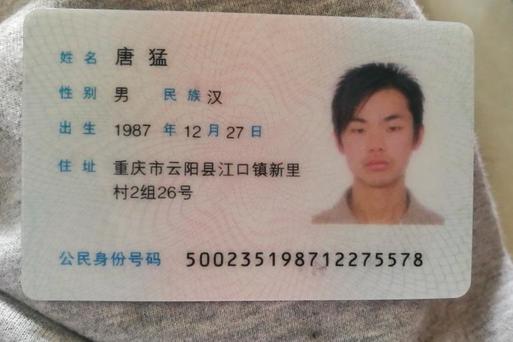 姓名 唐猛
性别 男 民族 汉
出生 1987 年 12 月 27 日
住址 重庆市云阳县江口镇新里
村2组26号
公民身份号码 500235198712275578